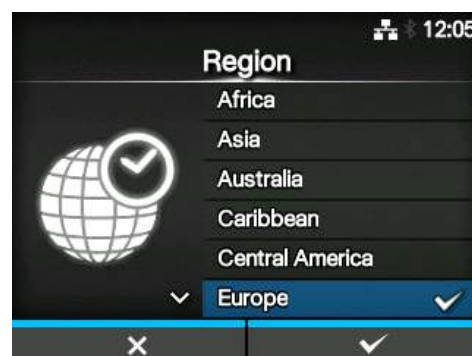 12:05
Region
Africa
Asia
Australia
Caribbean
Central America
Europe